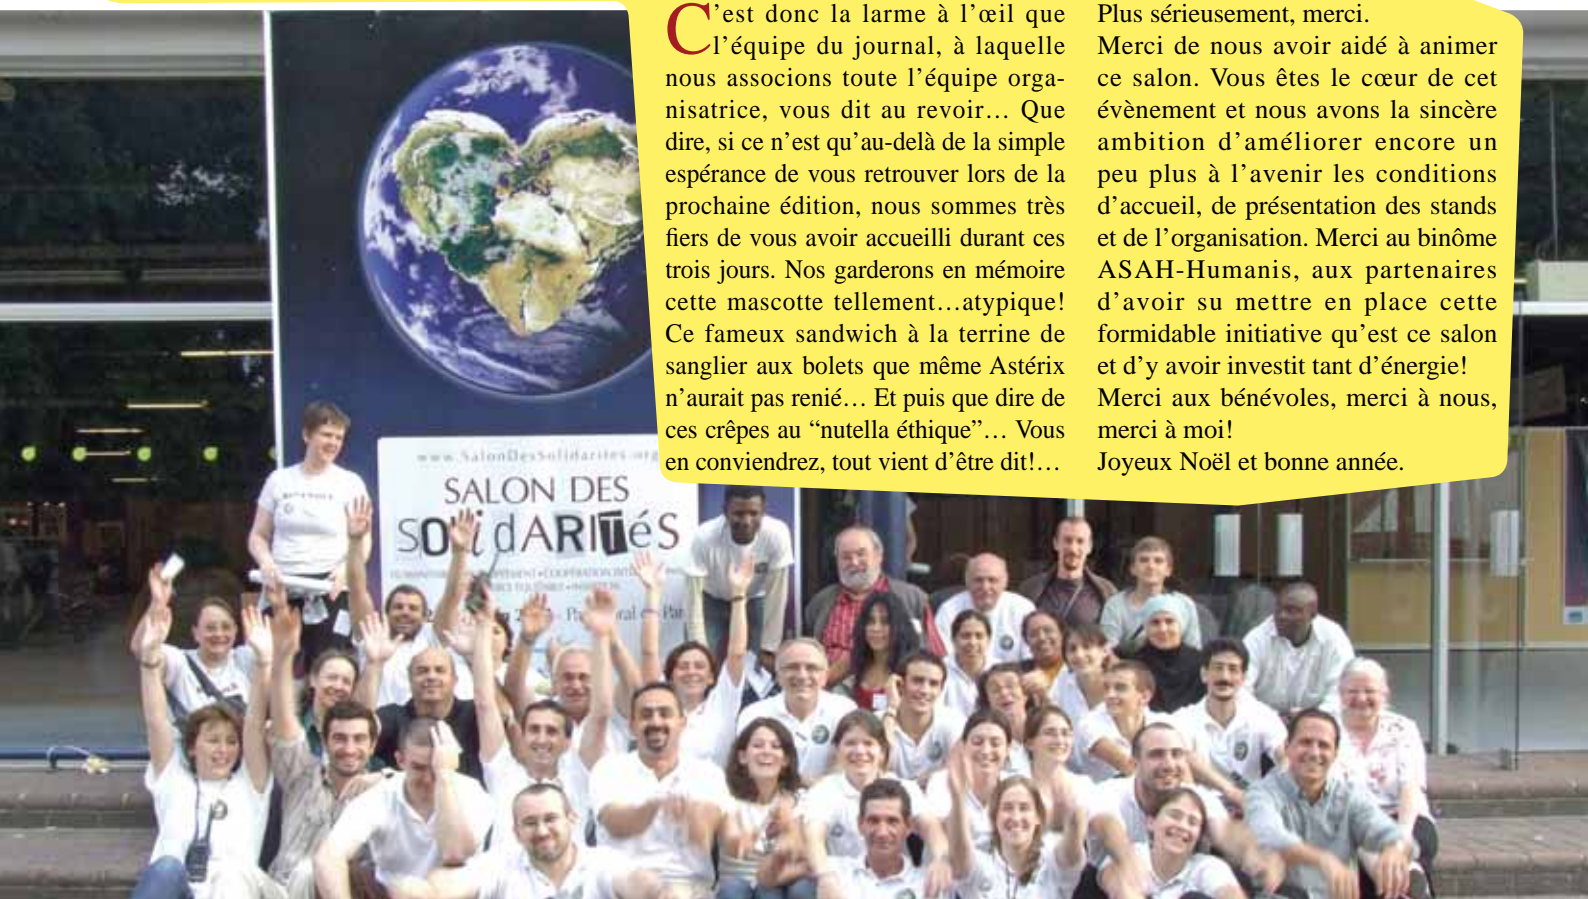 C'est donc la larme à l'œil que
l'équipe du journal, à laquelle
nous associons toute l'équipe orga-
nisatrice, vous dit au revoir… Que
dire, si ce n'est qu'au-delà de la simple
espérance de vous retrouver lors de la
prochaine édition, nous sommes très
fiers de vous avoir accueilli durant ces
trois jours. Nos garderons en mémoire
cette mascotte tellement…atypique!
Ce fameux sandwich à la terrine de
sanglier aux bolets que même Astérix
n'aurait pas renié… Et puis que dire de
ces crêpes au “nutella éthique”… Vous
en conviendrez, tout vient d'être dit!…
Plus sérieusement, merci.
Merci de nous avoir aidé à animer
ce salon. Vous êtes le cœur de cet
évènement et nous avons la sincère
ambition d'améliorer encore un
peu plus à l'avenir les conditions
d'accueil, de présentation des stands
et de l'organisation. Merci au binôme
ASAH-Humanis, aux partenaires
d'avoir su mettre en place cette
formidable initiative qu'est ce salon
et d'y avoir investit tant d'énergie!
Merci aux bénévoles, merci à nous,
merci à moi!
Joyeux Noël et bonne année.
www.SalonDesSolidarites.org
SALON DES
SOlidARITéS